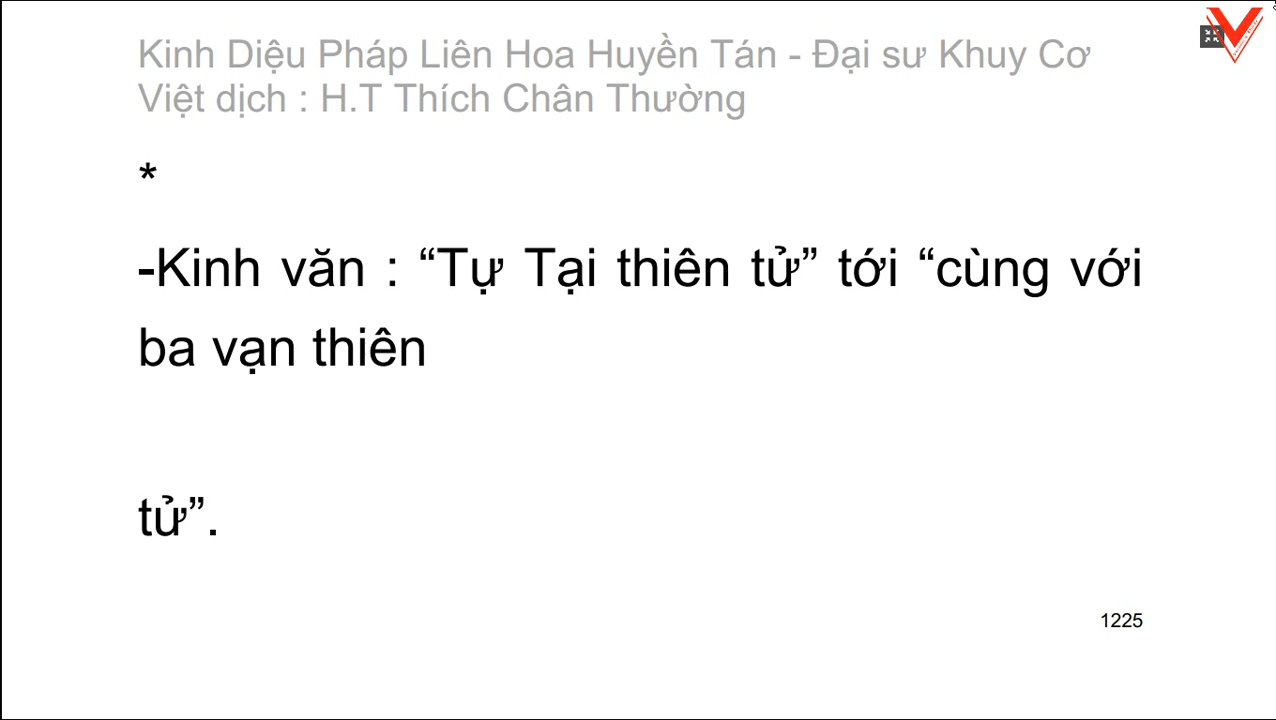 Kinh Diệu Pháp Liên Hoa Huyền Tán - Đại sư Khuy Cơ
Việt dịch : H.T Thích Chân Thường
*
-Kinh văn : “Tự Tại thiên tử” tới “cùng với
ba vạn thiên
tử”.
1225